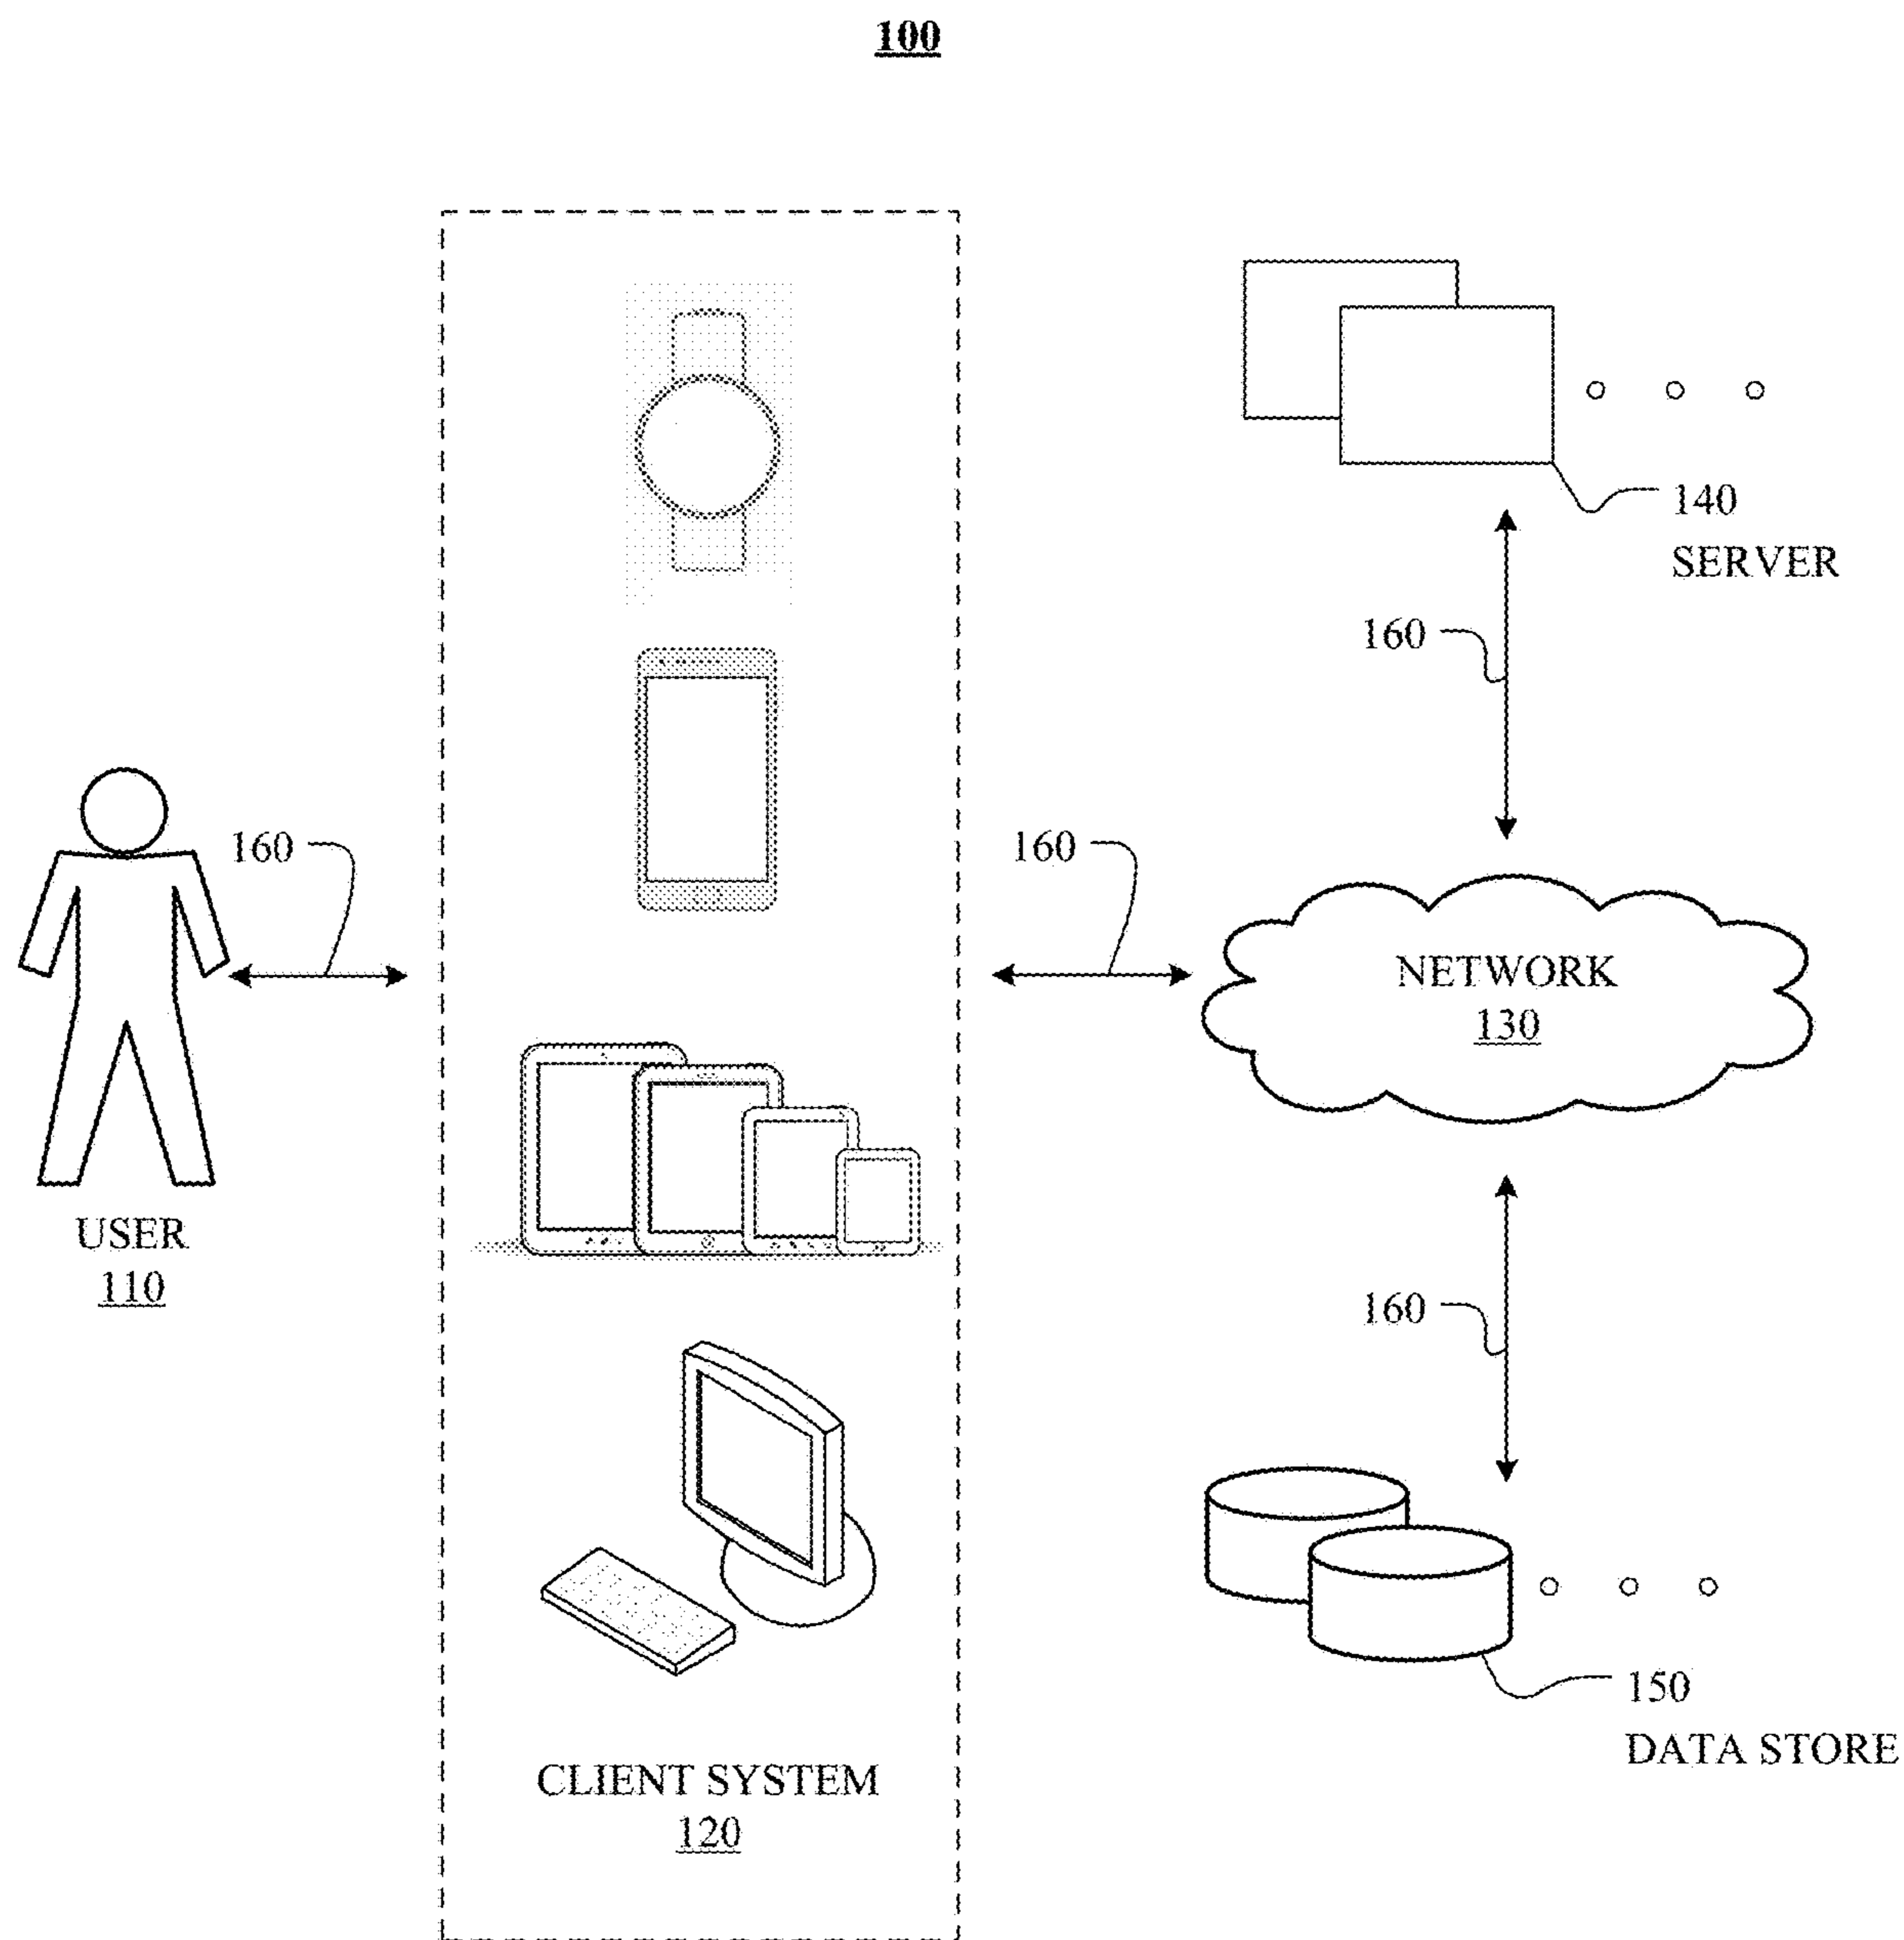 100
140
SERVER
160
160
160
NETWORK
130
USER
110
160
150
DATA STORE
CLIENT SYSTEM
120